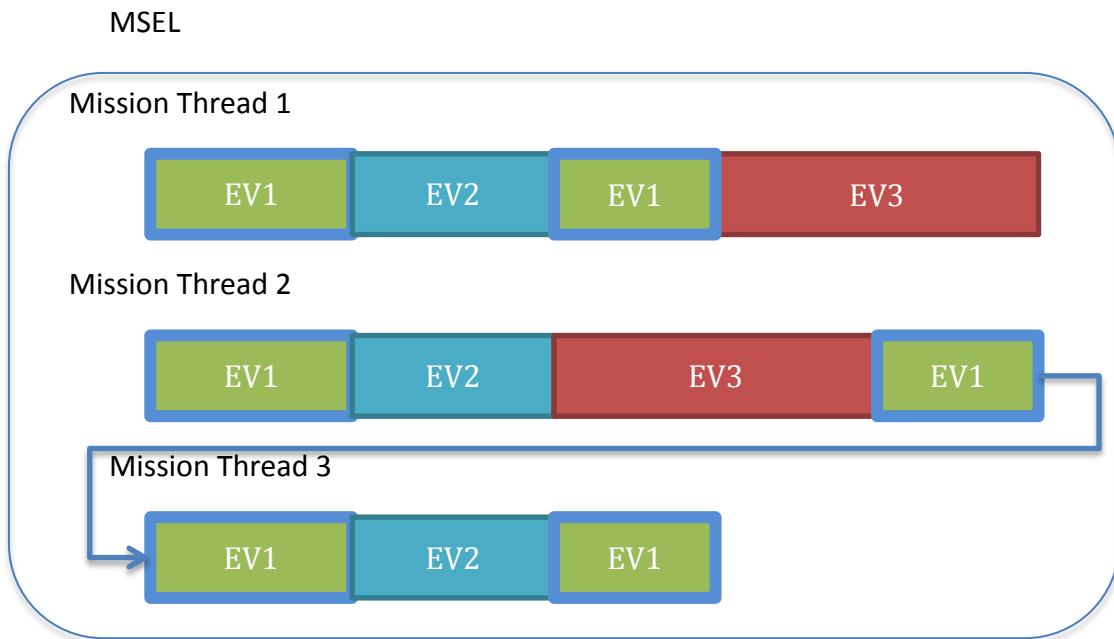 MSEL
Mission Thread 1
EV1 EV2 EV1 EV3
Mission Thread 2
EV1 EV2 EV3 EV1
Mission Thread 3
EV1 EV2 EV1